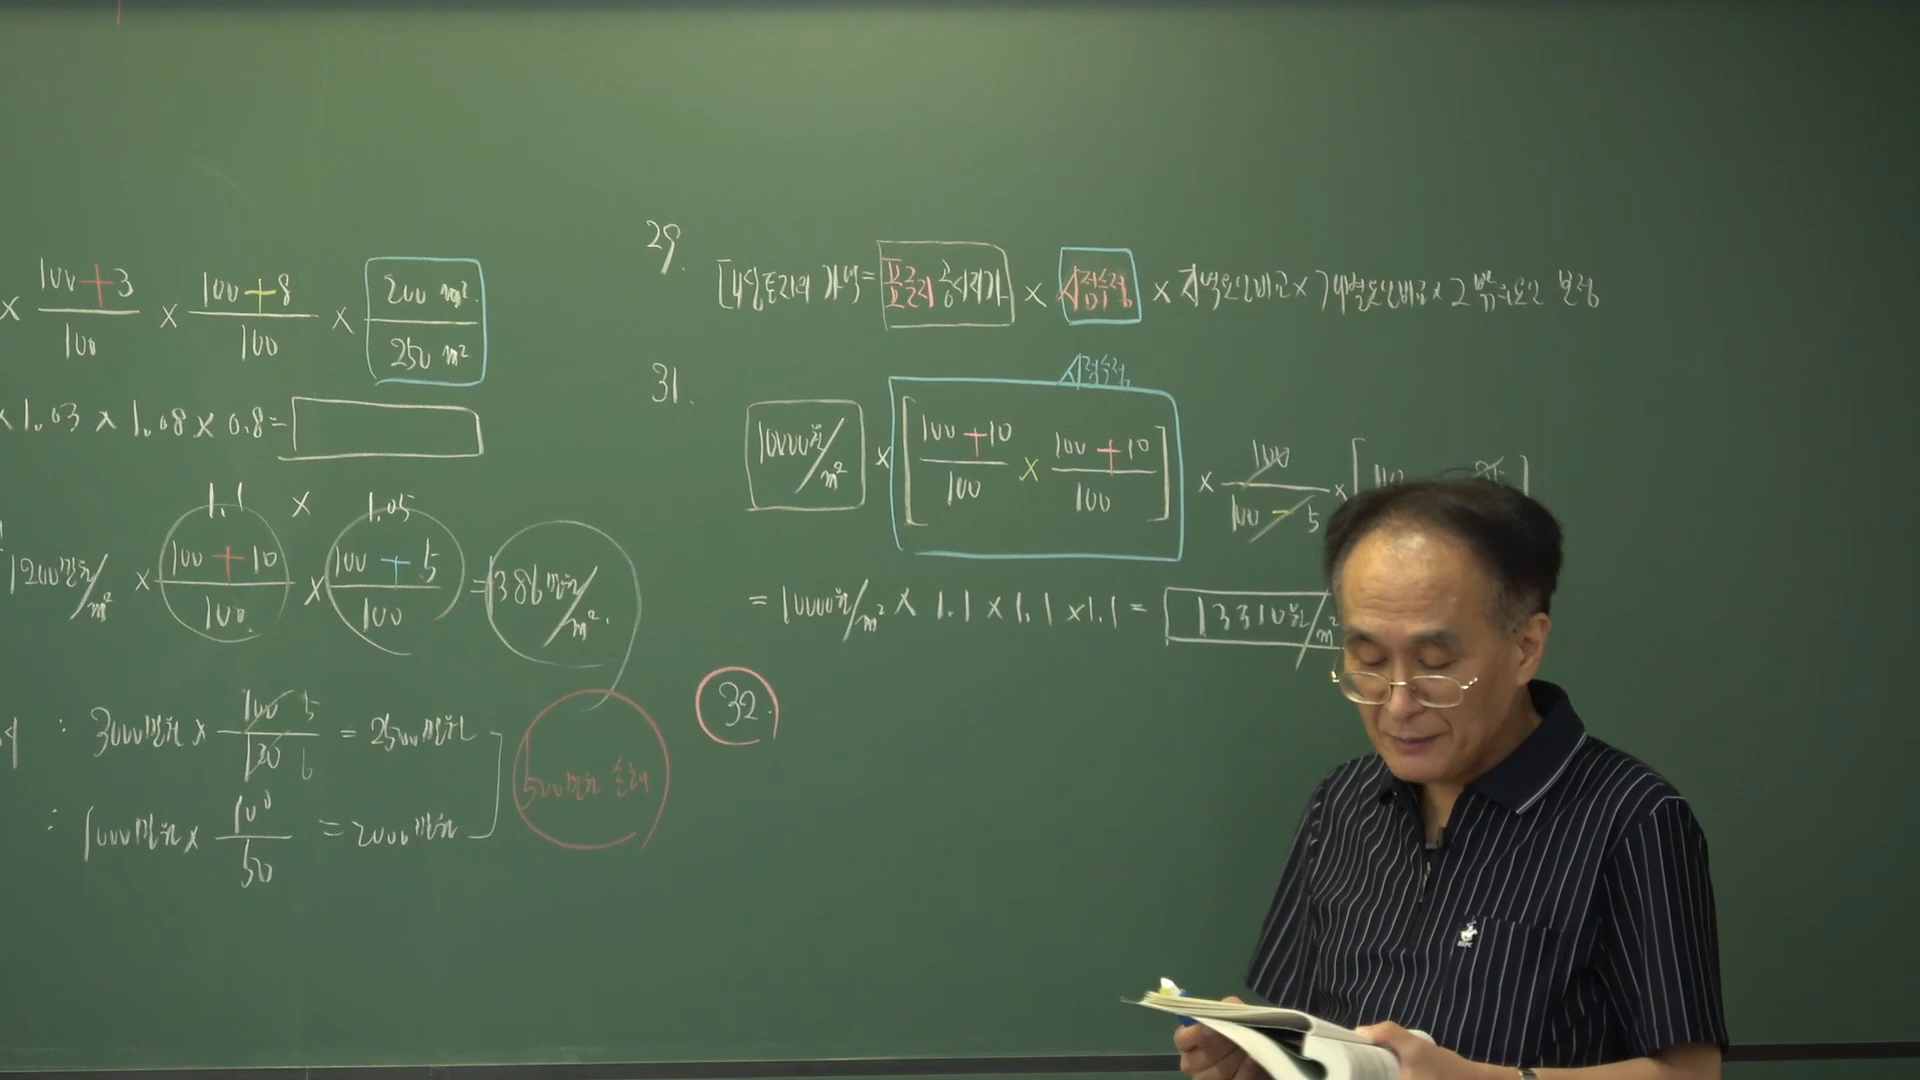 × 100+3/100 × 100+8/100 × 200 m²/250 m²
× 1.03 × 1.08 × 0.8 =
1.1 × 1.05
1200만원/m² × 100+10/100 × 100+5/100 = 1386만원/m².
: 3000만원 × 100 5/120 6 = 2500만원
: 1000만원 × 100/50 = 2000만원
500만원 손해
29. 대상토지의 가액 = 표준지 공시지가 × 시점수정 × 지역요인비교 × 개별요인비교 × 그 밖의 요인 보정
31. 시점수정
10000원/m² × [100+10/100 × 100+10/100] × 100/100-5 × [
= 10000원/m² × 1.1 × 1.1 × 1.1 = 13310원/m²
32.